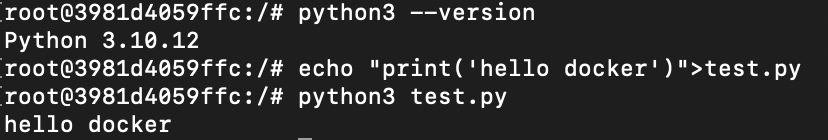 root@3981d4059ffc:/# python3 --version
Python 3.10.12
root@3981d4059ffc:/# echo "print('hello docker')">test.py
root@3981d4059ffc:/# python3 test.py
hello docker